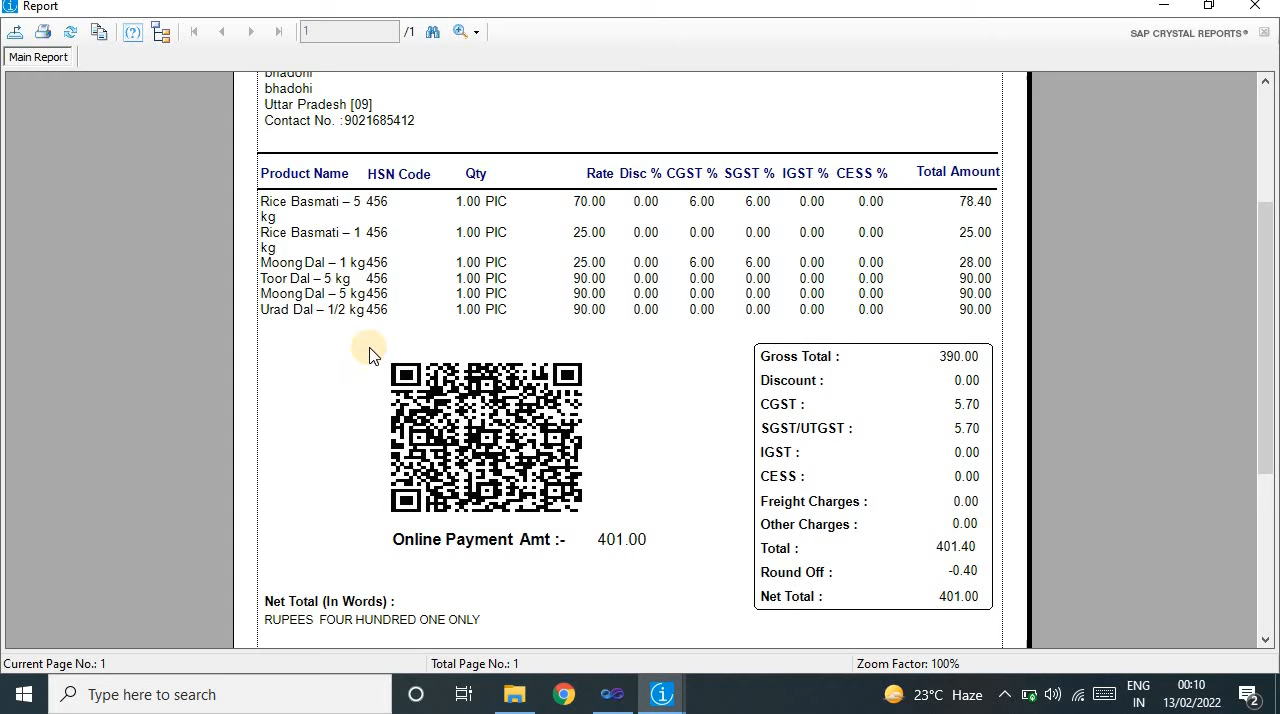 Report
1 /1 SAP CRYSTAL REPORTS®
Main Report
bhadohi
bhadohi
Uttar Pradesh [09]
Contact No. :9021685412
Product Name HSN Code Qty Rate Disc % CGST % SGST % IGST % CESS % Total Amount
Rice Basmati – 5 456 1.00 PIC 70.00 0.00 6.00 6.00 0.00 0.00 78.40
kg
Rice Basmati – 1 456 1.00 PIC 25.00 0.00 0.00 0.00 0.00 0.00 25.00
kg
Moong Dal – 1 kg 456 1.00 PIC 25.00 0.00 6.00 6.00 0.00 0.00 28.00
Toor Dal – 5 kg 456 1.00 PIC 90.00 0.00 0.00 0.00 0.00 0.00 90.00
Moong Dal – 5 kg 456 1.00 PIC 90.00 0.00 0.00 0.00 0.00 0.00 90.00
Urad Dal – 1/2 kg 456 1.00 PIC 90.00 0.00 0.00 0.00 0.00 0.00 90.00
Gross Total : 390.00
Discount : 0.00
CGST : 5.70
SGST/UTGST : 5.70
IGST : 0.00
CESS : 0.00
Freight Charges : 0.00
Other Charges : 0.00
Total : 401.40
Round Off : -0.40
Net Total : 401.00
Online Payment Amt :- 401.00
Net Total (In Words) :
RUPEES FOUR HUNDRED ONE ONLY
Current Page No.: 1 Total Page No.: 1 Zoom Factor: 100%
Type here to search 23°C Haze ENG IN 00:10 13/02/2022 2